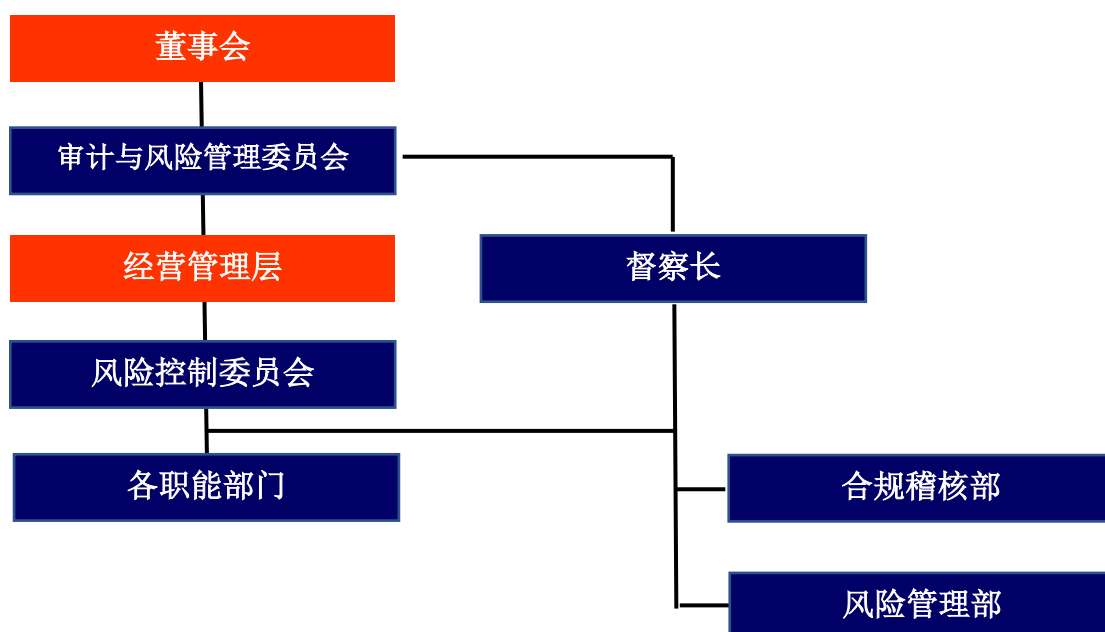 董事会
审计与风险管理委员会
经营管理层
督察长
风险控制委员会
各职能部门
合规稽核部
风险管理部